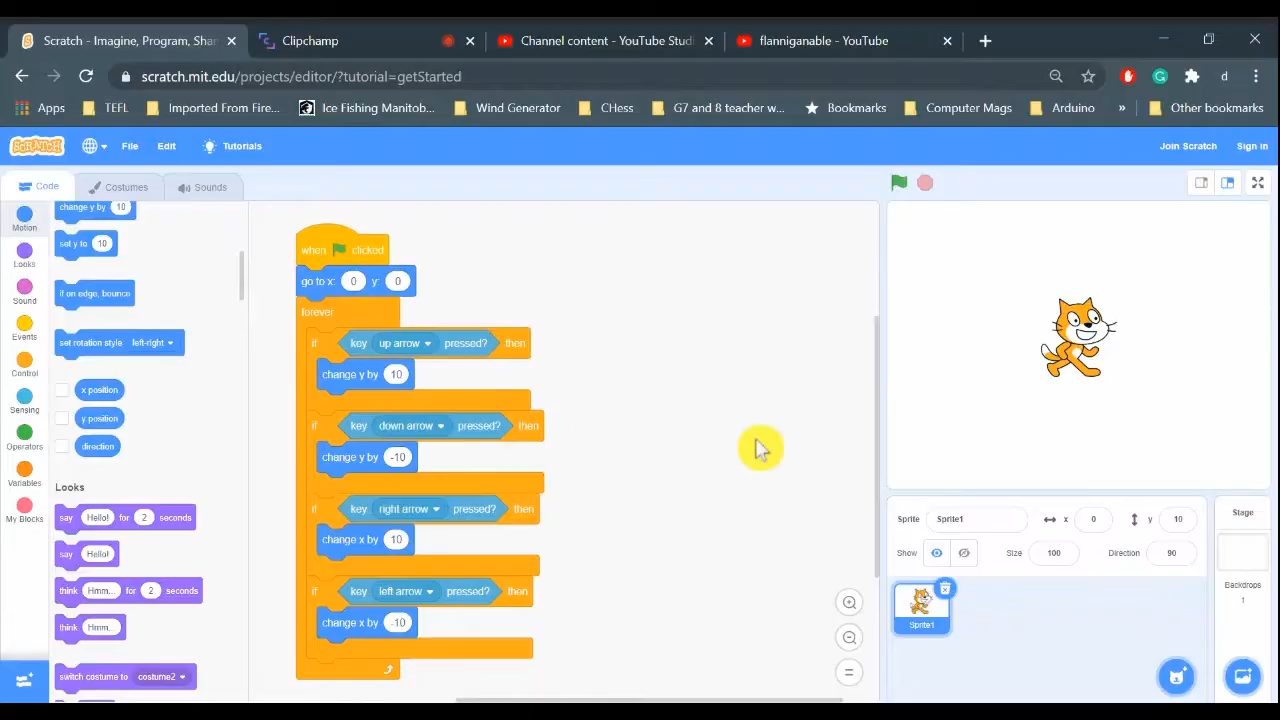 Scratch - Imagine, Program, Shar
Clipchamp
Channel content - YouTube Studi
flanniganable - YouTube
scratch.mit.edu/projects/editor/?tutorial=getStarted
d
Apps
TEFL
Imported From Fire...
Ice Fishing Manitob...
Wind Generator
CHess
G7 and 8 teacher w...
Bookmarks
Computer Mags
Arduino
»
Other bookmarks
SCRATCH
File
Edit
Tutorials
Join Scratch
Sign in
Code
Costumes
Sounds
Motion
Looks
Sound
Events
Control
Sensing
Operators
Variables
My Blocks
change y by 10
set y to 10
if on edge, bounce
set rotation style left-right
x position
y position
direction
Looks
say Hello! for 2 seconds
say Hello!
think Hmm... for 2 seconds
think Hmm...
switch costume to costume2
when clicked
go to x: 0 y: 0
forever
if key up arrow pressed? then
change y by 10
if key down arrow pressed? then
change y by -10
if key right arrow pressed? then
change x by 10
if key left arrow pressed? then
change x by -10
Sprite Sprite1 x 0 y 10
Show Size 100 Direction 90
Sprite1
Stage
Backdrops
1